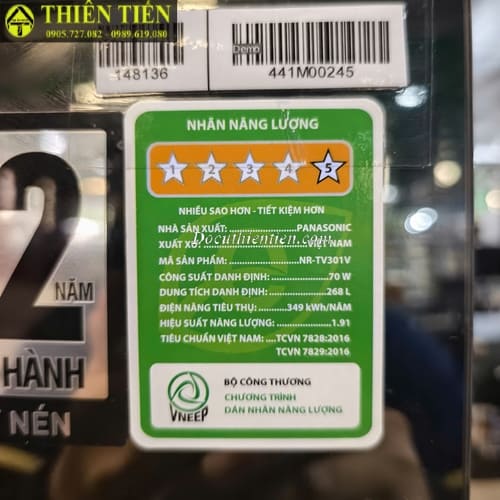 THIÊN TIẾN
0905.727.082 - 0989.619.080
Demo
148136
441M00245
NHÃN NĂNG LƯỢNG
1 2 3 4 5
NHIỀU SAO HƠN - TIẾT KIỆM HƠN
NHÀ SẢN XUẤT:....................PANASONIC
Docuthientien.com
XUẤT XỨ:....................VIỆT NAM
MÃ SẢN PHẨM:....................NR-TV301V
CÔNG SUẤT DANH ĐỊNH:....................70 W
DUNG TÍCH DANH ĐỊNH:....................268 L
ĐIỆN NĂNG TIÊU THỤ:....................349 kWh/NĂM
HIỆU SUẤT NĂNG LƯỢNG:....................1.91
TIÊU CHUẨN VIỆT NAM:....TCVN 7828:2016
TCVN 7829:2016
VNEEP
BỘ CÔNG THƯƠNG
CHƯƠNG TRÌNH
DÁN NHÃN NĂNG LƯỢNG
2 NĂM
HÀNH
NÉN